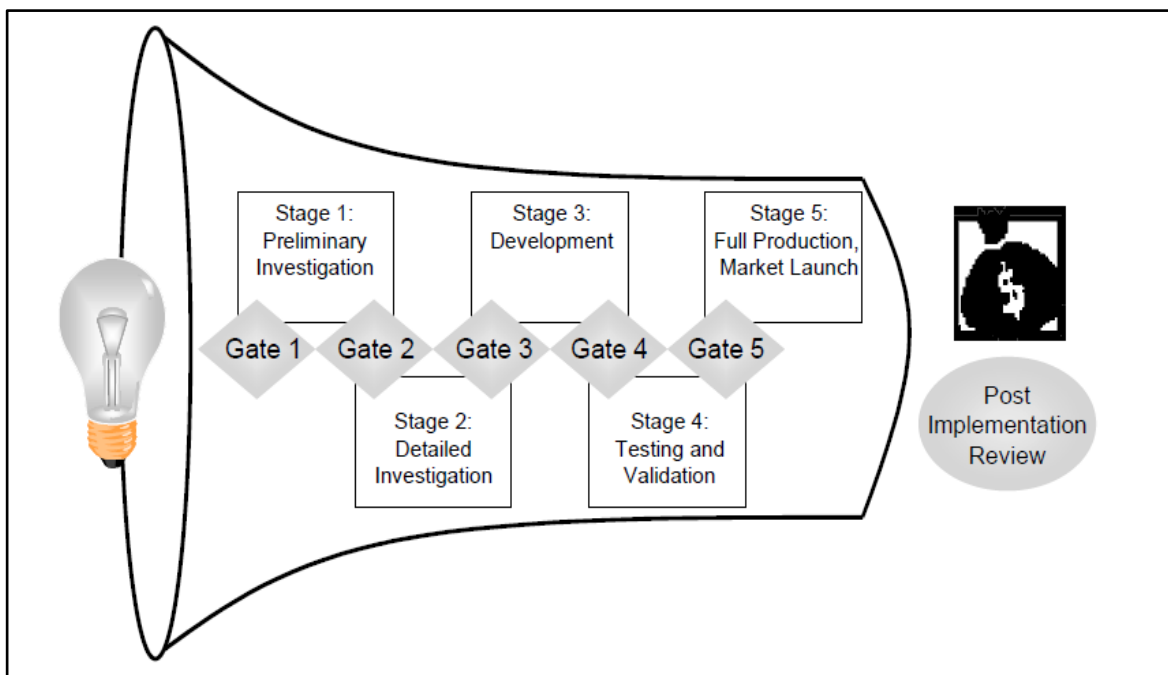 Stage 1:
Preliminary
Investigation
Stage 3:
Development
Stage 5:
Full Production,
Market Launch
Gate 1
Gate 2
Gate 3
Gate 4
Gate 5
Stage 2:
Detailed
Investigation
Stage 4:
Testing and
Validation
$
Post
Implementation
Review